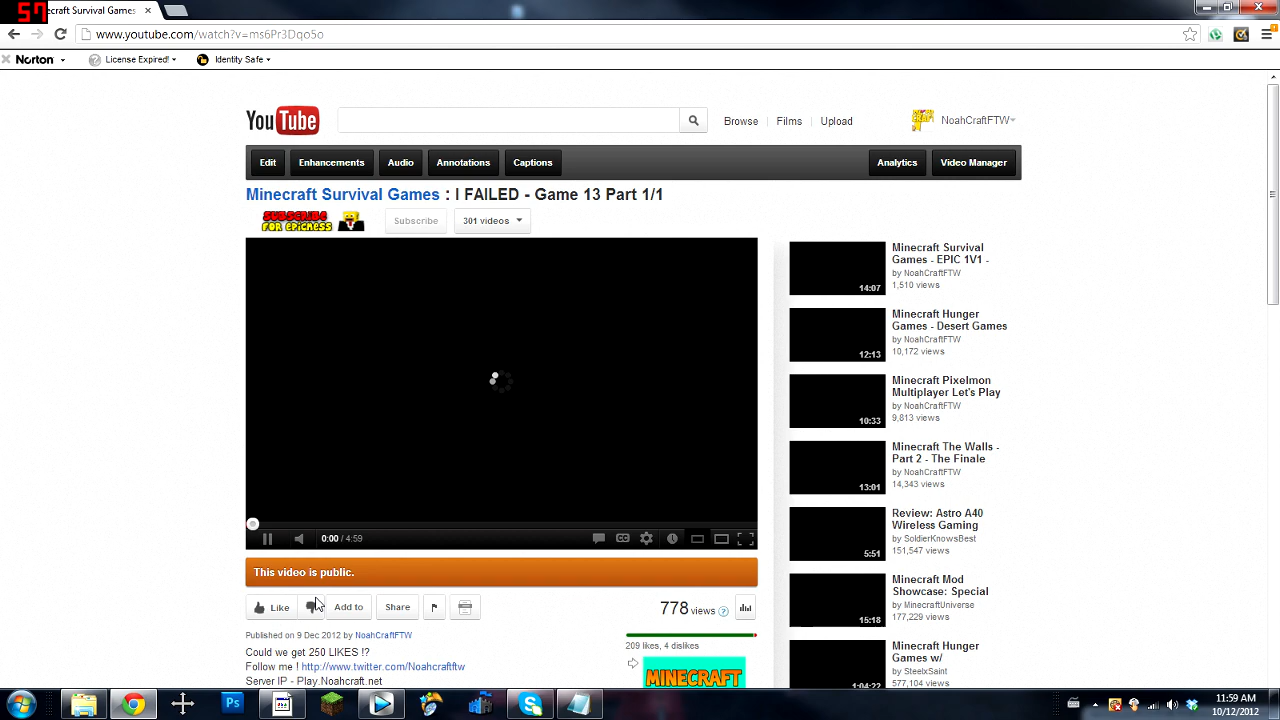 57
ecraft Survival Games
www.youtube.com/watch?v=ms6Pr3Dqo5o
Norton
License Expired!
Identity Safe
YouTube
Browse
Films
Upload
NoahCraftFTW
Edit
Enhancements
Audio
Annotations
Captions
Analytics
Video Manager
Minecraft Survival Games : I FAILED - Game 13 Part 1/1
SUBSCRIBE
FOR EPICNESS
Subscribe
301 videos
Minecraft Survival
Games - EPIC 1V1 -
by NoahCraftFTW
1,510 views
14:07
Minecraft Hunger
Games - Desert Games
by NoahCraftFTW
10,172 views
12:13
Minecraft Pixelmon
Multiplayer Let's Play
by NoahCraftFTW
9,813 views
10:33
Minecraft The Walls -
Part 2 - The Finale
by NoahCraftFTW
14,343 views
13:01
Review: Astro A40
Wireless Gaming
by SoldierKnowsBest
151,547 views
5:51
Minecraft Mod
Showcase: Special
by MinecraftUniverse
177,229 views
15:18
Minecraft Hunger
Games w/
by SteelxSaint
577,104 views
1:04:22
0:00 / 4:59
CC
This video is public.
Like
Add to
Share
778 views
Published on 9 Dec 2012 by NoahCraftFTW
209 likes, 4 dislikes
Could we get 250 LIKES !?
Follow me ! http://www.twitter.com/Noahcraftftw
Server IP - Play.Noahcraft.net
MINECRAFT
Ps
11:59 AM
10/12/2012